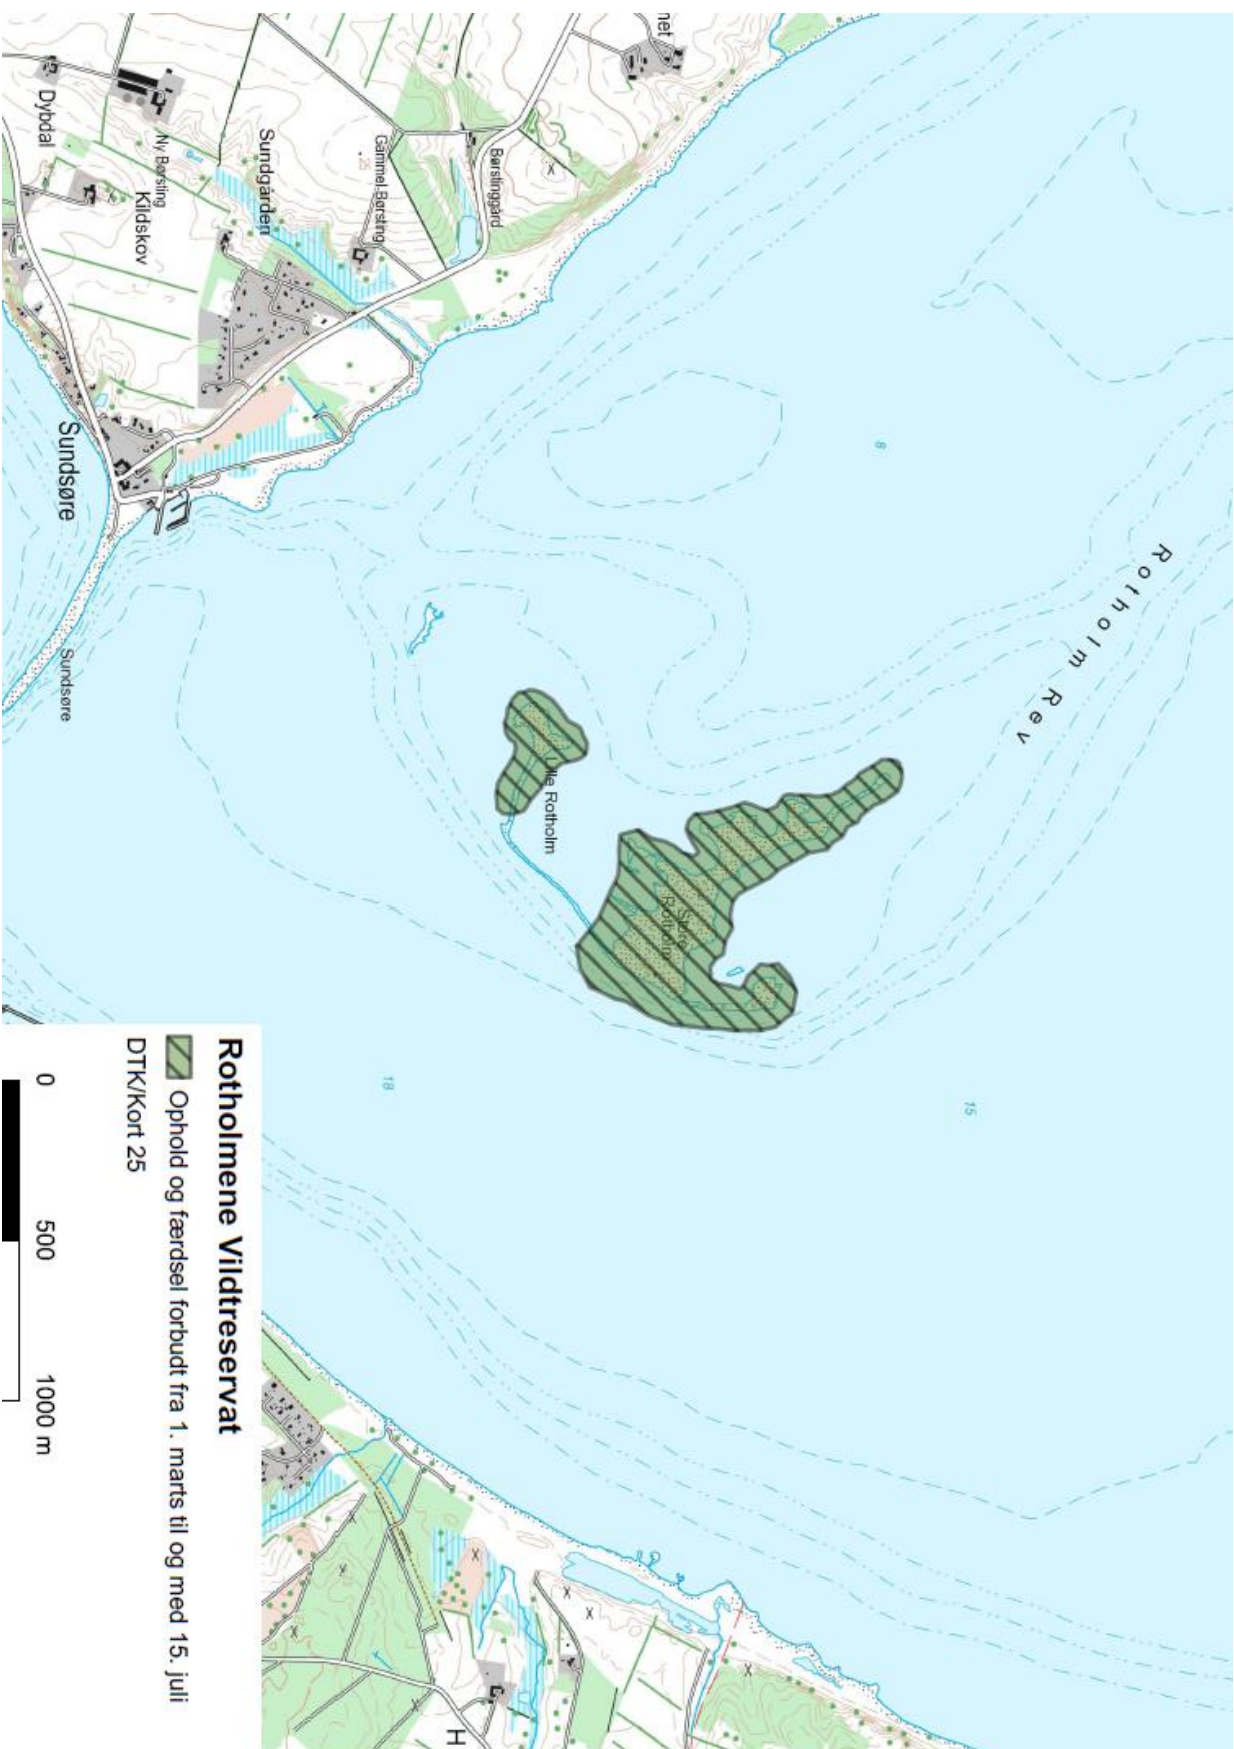 Dybdal
Ny Børsting
Kildskov
Sundgården
Gammel-Børsting
25
Børstinggård
net
Sundsøre
Sundsøre
8
Rotholm Rev
Lille Rotholm
Store
Rotholm
18
15
H
Rotholmene Vildtreservat
Ophold og færdsel forbudt fra 1. marts til og med 15. juli
DTK/Kort 25
0 500 1000 m